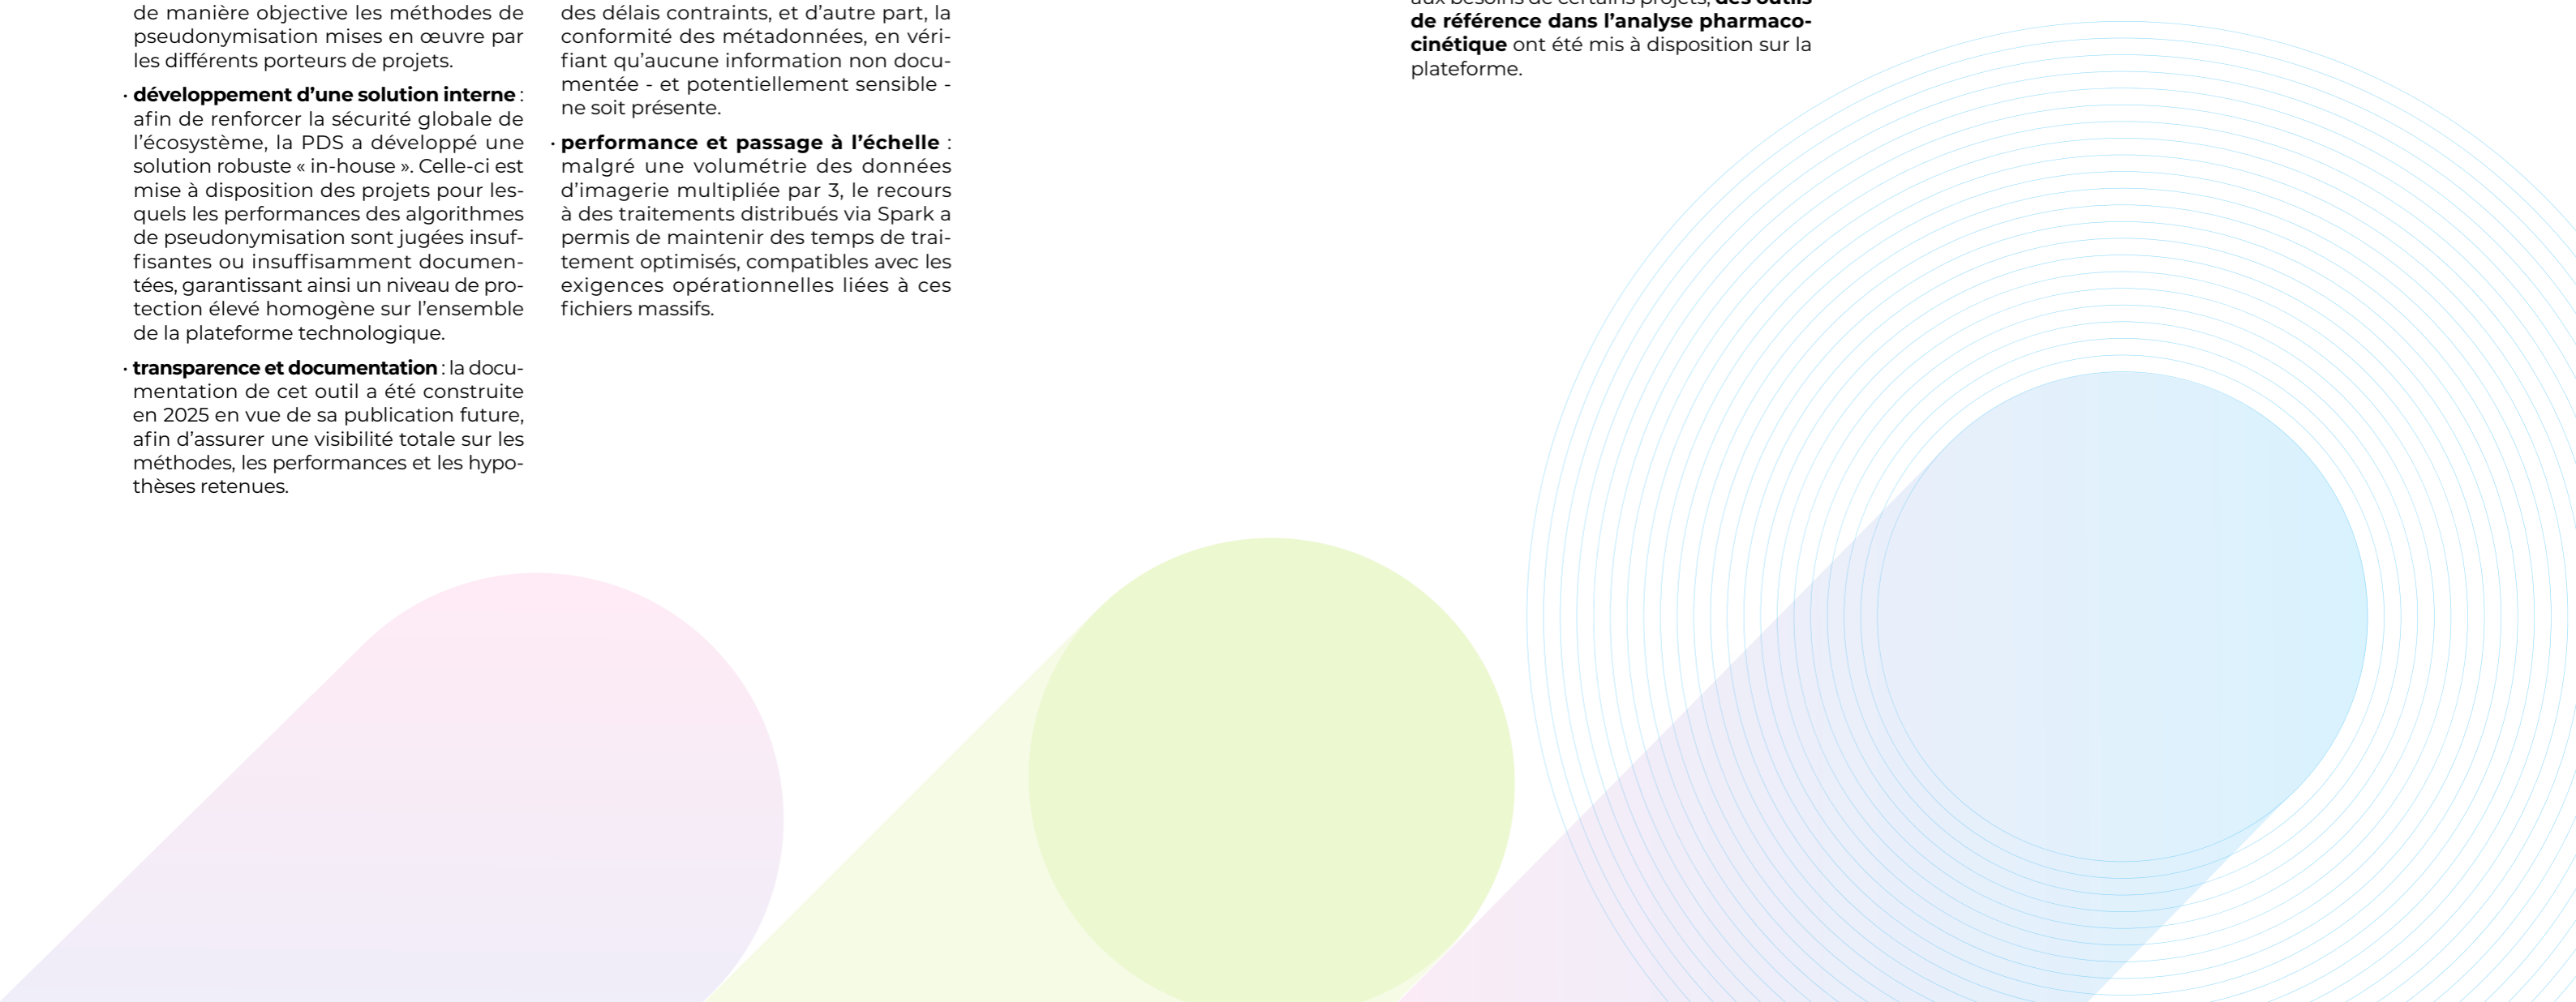 de manière objective les méthodes de
pseudonymisation mises en œuvre par
les différents porteurs de projets.
· développement d’une solution interne :
afin de renforcer la sécurité globale de
l’écosystème, la PDS a développé une
solution robuste « in-house ». Celle-ci est
mise à disposition des projets pour les-
quels les performances des algorithmes
de pseudonymisation sont jugées insuf-
fisantes ou insuffisamment documen-
tées, garantissant ainsi un niveau de pro-
tection élevé homogène sur l’ensemble
de la plateforme technologique.
· transparence et documentation : la docu-
mentation de cet outil a été construite
en 2025 en vue de sa publication future,
afin d’assurer une visibilité totale sur les
méthodes, les performances et les hypo-
thèses retenues.
des délais contraints, et d’autre part, la
conformité des métadonnées, en véri-
fiant qu’aucune information non docu-
mentée - et potentiellement sensible -
ne soit présente.
· performance et passage à l’échelle :
malgré une volumétrie des données
d’imagerie multipliée par 3, le recours
à des traitements distribués via Spark a
permis de maintenir des temps de trai-
tement optimisés, compatibles avec les
exigences opérationnelles liées à ces
fichiers massifs.
aux besoins de certains projets, des outils
de référence dans l’analyse pharmaco-
cinétique ont été mis à disposition sur la
plateforme.